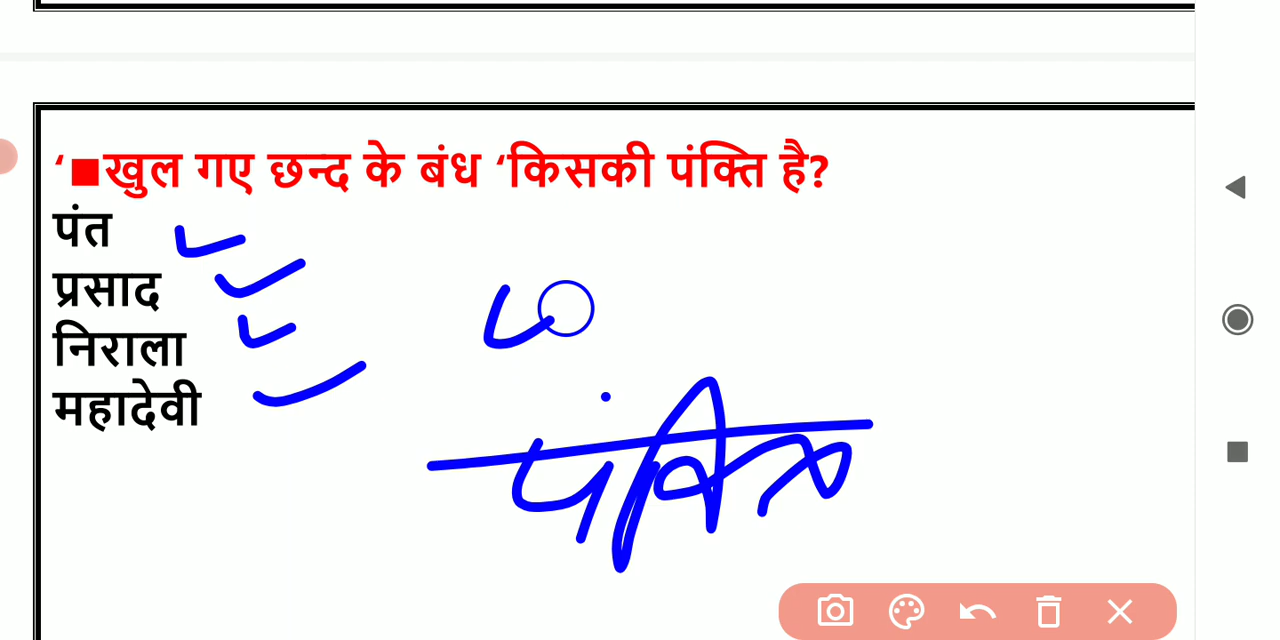 ‘■खुल गए छन्द के बंध ‘किसकी पंक्ति है?
पंत
प्रसाद
निराला
महादेवी
पंक्ति